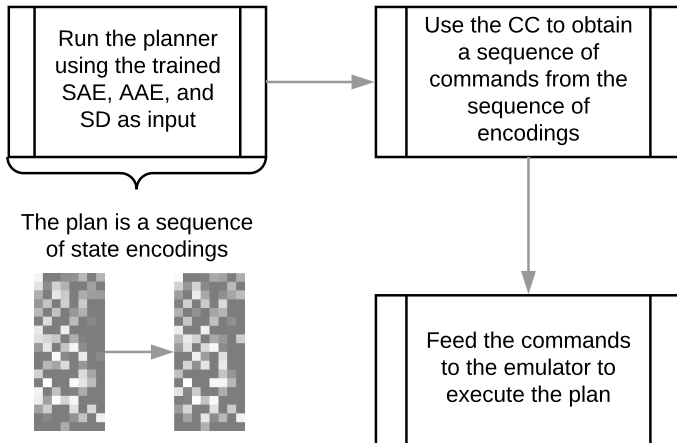 Run the planner
using the trained
SAE, AAE, and
SD as input
Use the CC to obtain
a sequence of
commands from the
sequence of
encodings
The plan is a sequence
of state encodings
Feed the commands
to the emulator to
execute the plan